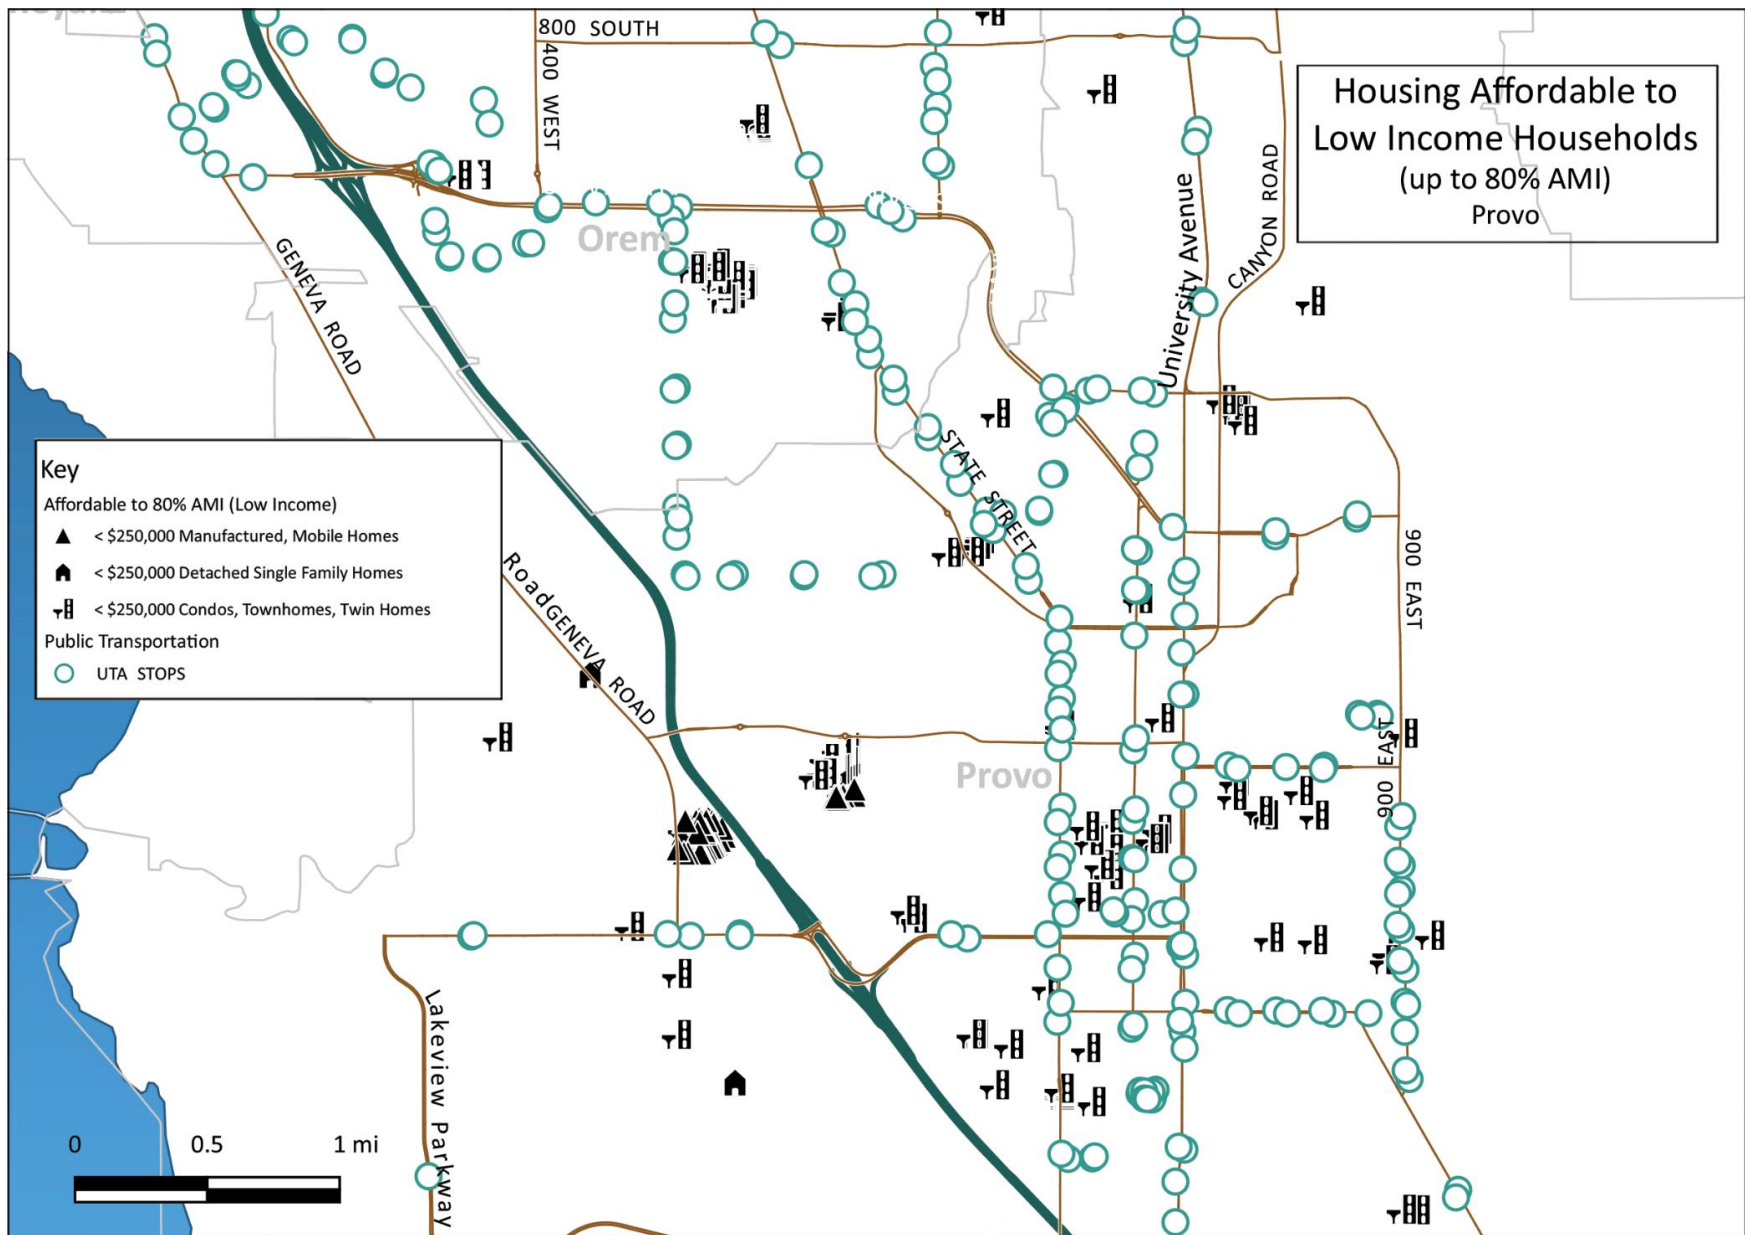 800 SOUTH
400 WEST
Housing Affordable to
Low Income Households
(up to 80% AMI)
Provo
CANYON ROAD
University Avenue
Orem
GENEVA ROAD
STATE STREET
Key
Affordable to 80% AMI (Low Income)
< $250,000 Manufactured, Mobile Homes
< $250,000 Detached Single Family Homes
< $250,000 Condos, Townhomes, Twin Homes
Public Transportation
UTA STOPS
Road
GENEVA ROAD
900 EAST
900 EAST
Provo
Lakeview Parkway
0 0.5 1 mi